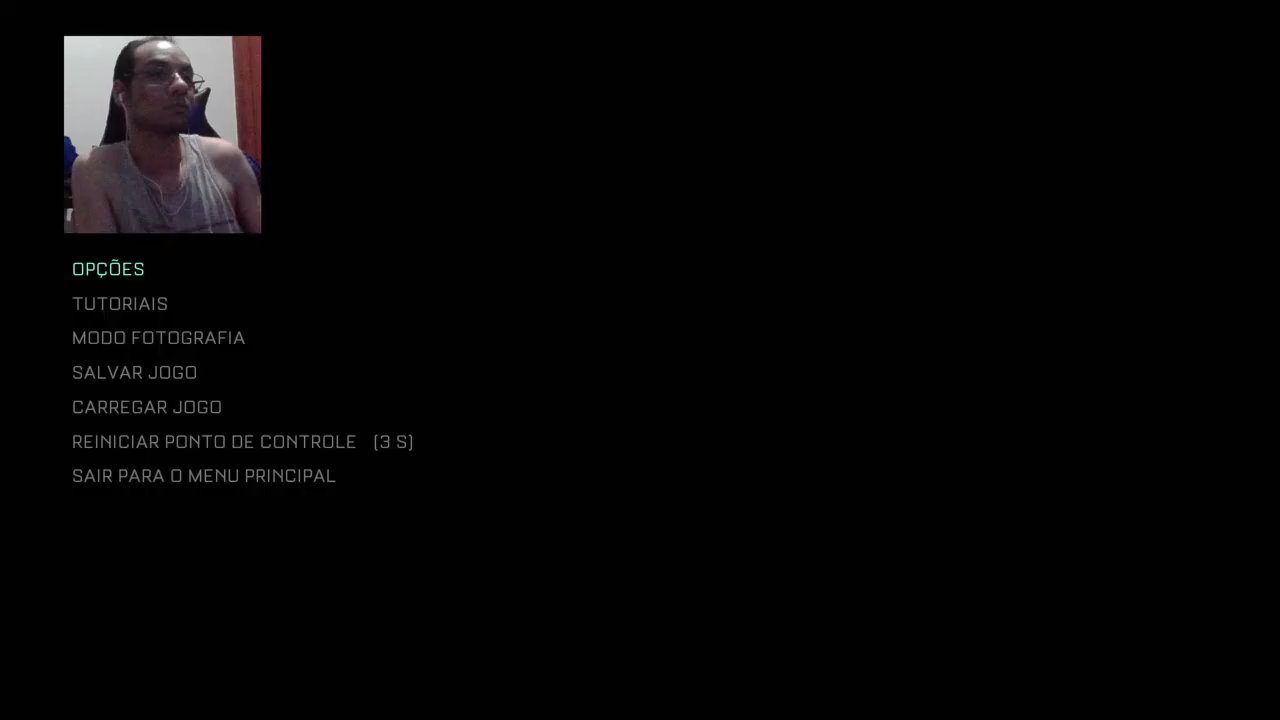 OPÇÕES
TUTORIAIS
MODO FOTOGRAFIA
SALVAR JOGO
CARREGAR JOGO
REINICIAR PONTO DE CONTROLE (3 S)
SAIR PARA O MENU PRINCIPAL